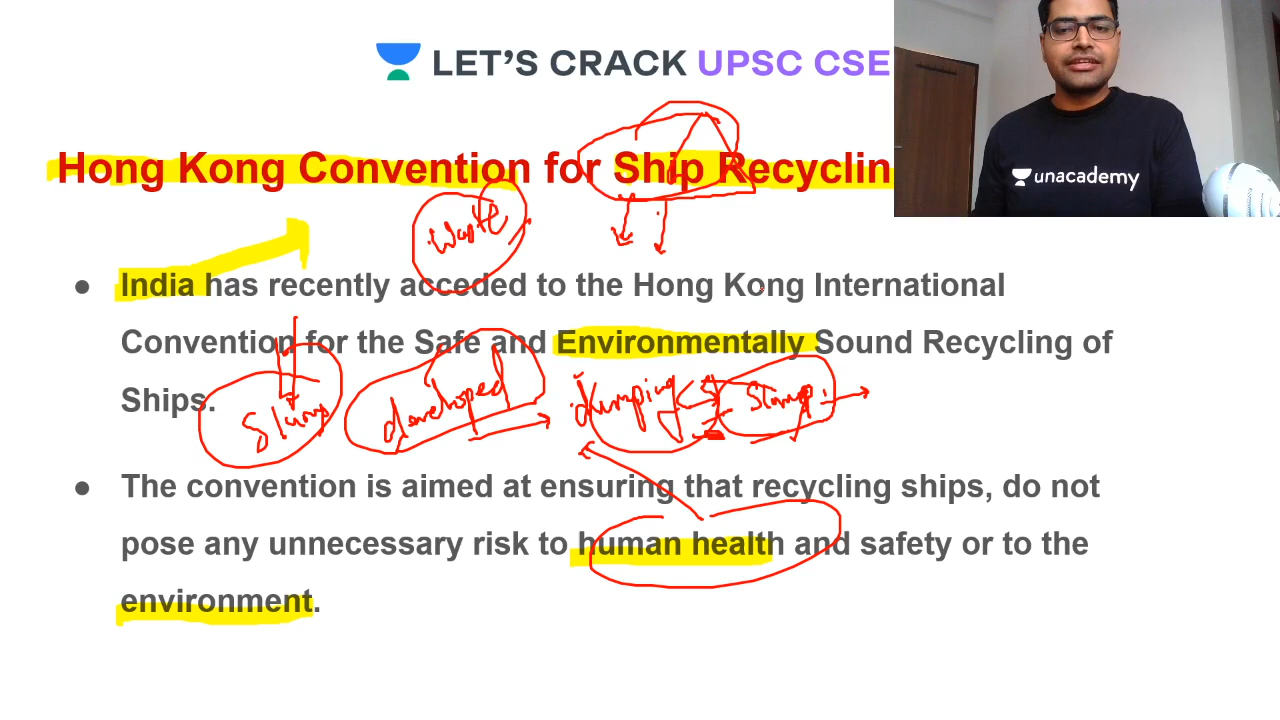 LET'S CRACK UPSC CSE
unacademy
Hong Kong Convention for Ship Recyclin
waste
India has recently acceded to the Hong Kong International
Convention for the Safe and Environmentally Sound Recycling of
Ships.
developed dumping
The convention is aimed at ensuring that recycling ships, do not
pose any unnecessary risk to human health and safety or to the
environment.